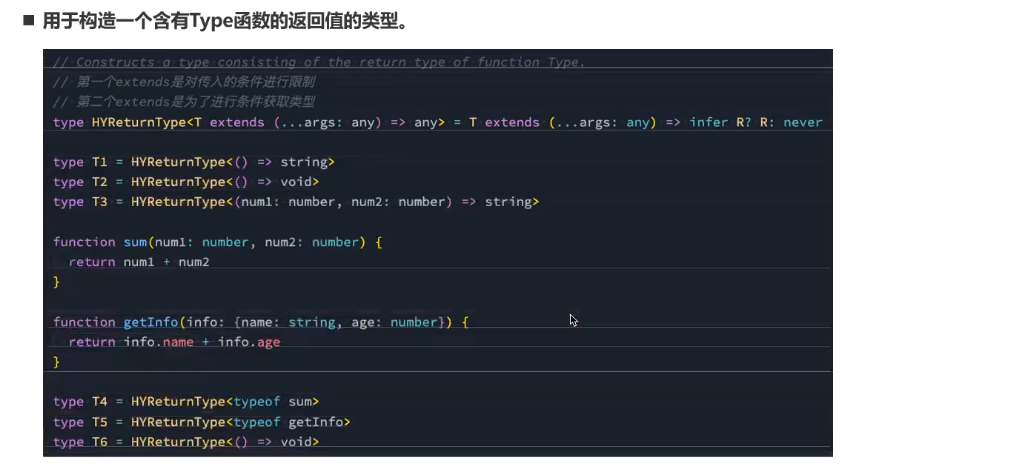 ■ 用于构造一个含有Type函数的返回值的类型。
// Constructs a type consisting of the return type of function Type.
// 第一个extends是对传入的条件进行限制
// 第二个extends是为了进行条件获取类型
type HYReturnType<T extends (...args: any) => any> = T extends (...args: any) => infer R? R: never
type T1 = HYReturnType<() => string>
type T2 = HYReturnType<() => void>
type T3 = HYReturnType<(num1: number, num2: number) => string>
function sum(num1: number, num2: number) {
  return num1 + num2
}
function getInfo(info: {name: string, age: number}) {
  return info.name + info.age
}
type T4 = HYReturnType<typeof sum>
type T5 = HYReturnType<typeof getInfo>
type T6 = HYReturnType<() => void>